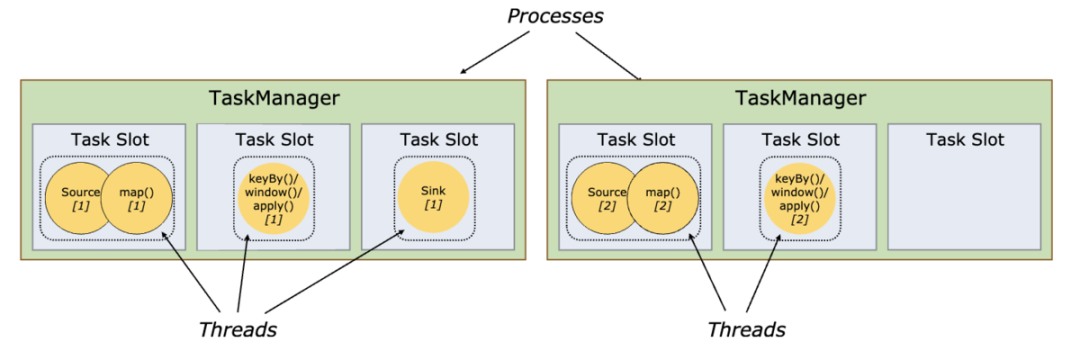 Processes
TaskManager
Task Slot
Source
[1]
map()
[1]
Task Slot
keyBy()/
window()/
apply()
[1]
Task Slot
Sink
[1]
Threads
TaskManager
Task Slot
Source
[2]
map()
[2]
Task Slot
keyBy()/
window()/
apply()
[2]
Task Slot
Threads